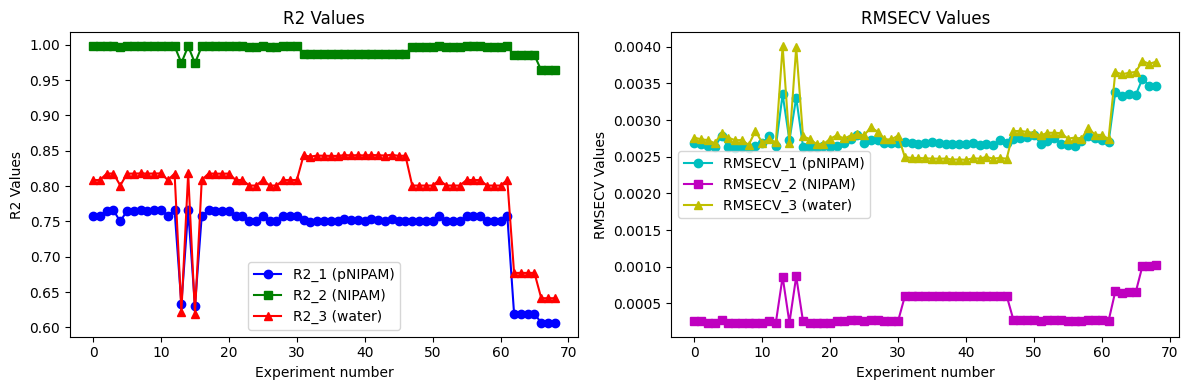 R2 Values
R2 Values
1.00
0.95
0.90
0.85
0.80
0.75
0.70
0.65
0.60
R2_1 (pNIPAM)
R2_2 (NIPAM)
R2_3 (water)
0 10 20 30 40 50 60 70
Experiment number
RMSECV Values
RMSECV Values
0.0040
0.0035
0.0030
0.0025
0.0020
0.0015
0.0010
0.0005
RMSECV_1 (pNIPAM)
RMSECV_2 (NIPAM)
RMSECV_3 (water)
0 10 20 30 40 50 60 70
Experiment number